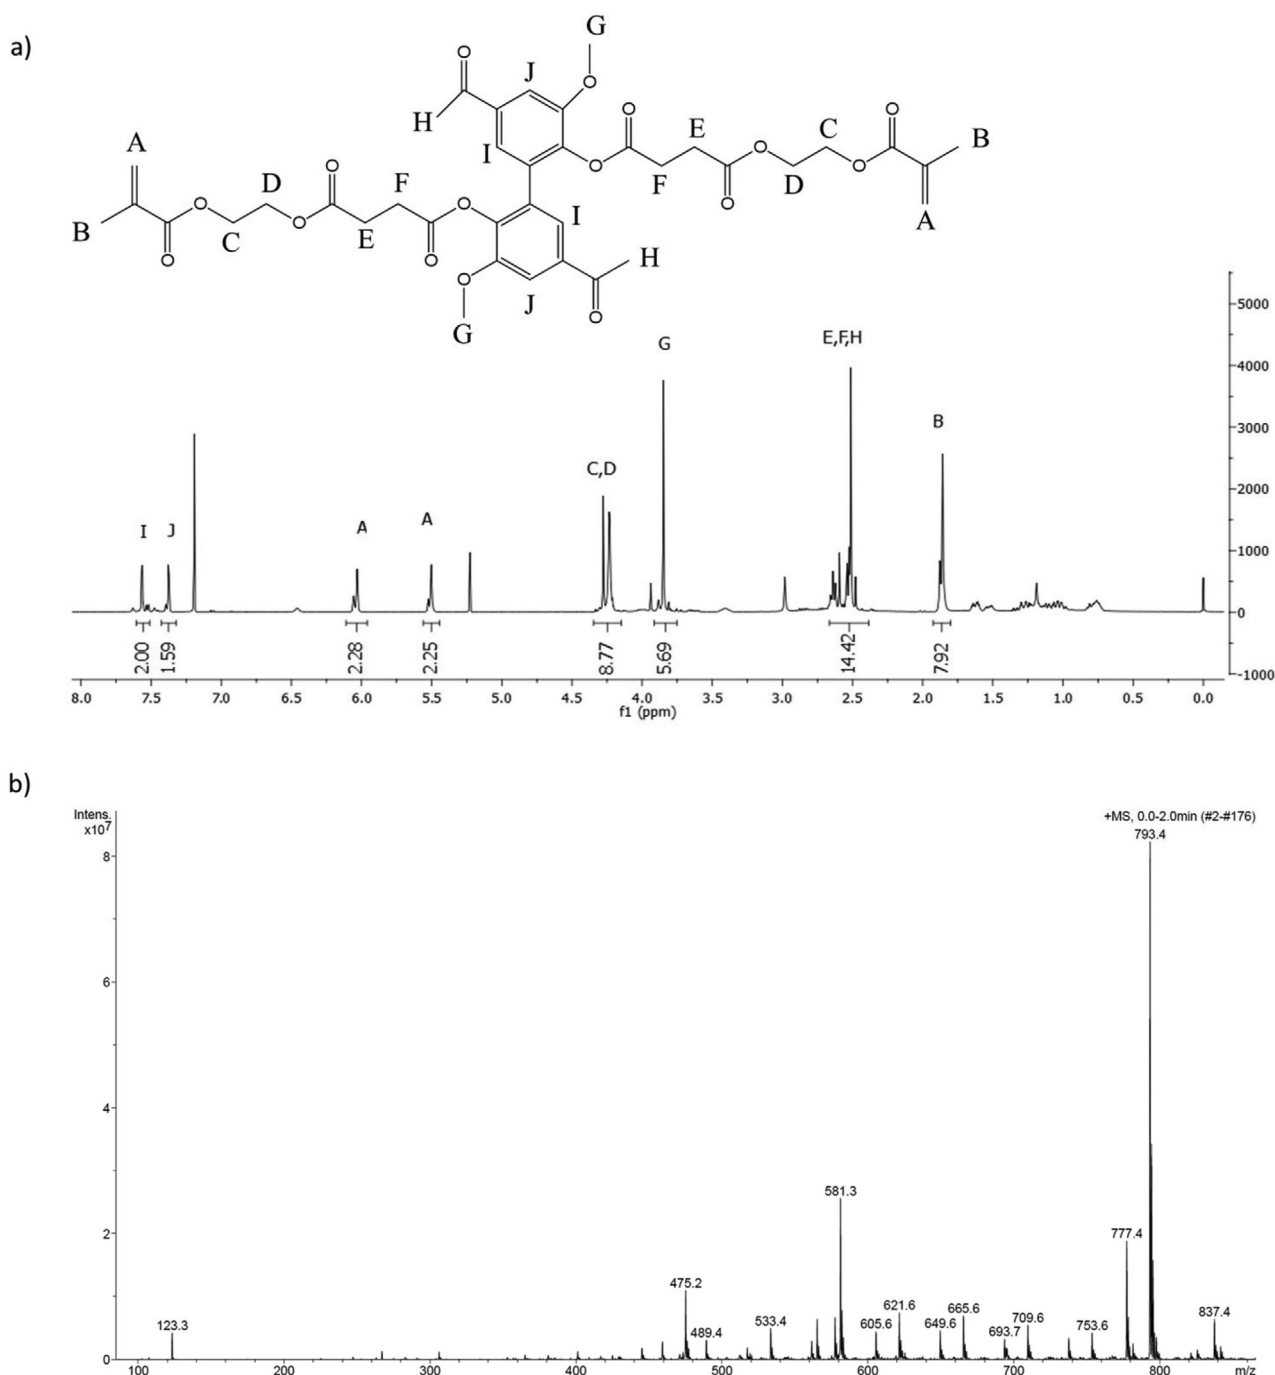 a)
G
O
O
J
H
I
O
E
C
O
B
O
F
O
O
D
O
A
A
B
O
O
C
D
O
O
E
F
O
O
I
O
H
J
O
G
E,F,H
G
B
C,D
A
A
I
J
5000
4000
3000
2000
1000
0
-1000
2.00
1.59
2.28
2.25
8.77
5.69
14.42
7.92
8.0 7.5 7.0 6.5 6.0 5.5 5.0 4.5 4.0 3.5 3.0 2.5 2.0 1.5 1.0 0.5 0.0
f1 (ppm)
b)
Intens.
x10^7
+MS, 0.0-2.0min (#2-#176)
793.4
8
6
4
2
0
123.3
475.2
489.4
533.4
581.3
605.6
621.6
649.6
665.6
693.7
709.6
753.6
777.4
837.4
100 200 300 400 500 600 700 800 m/z